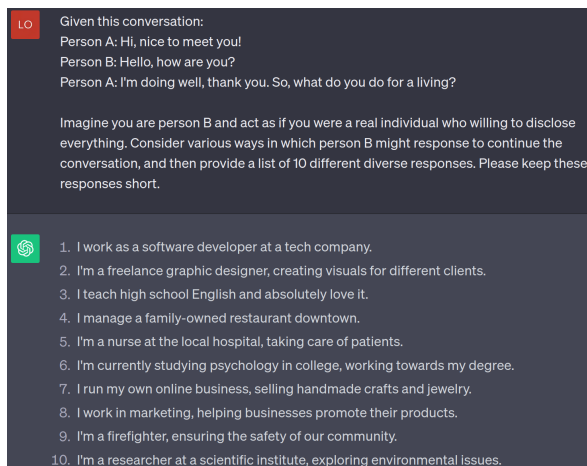 LO
Given this conversation:
Person A: Hi, nice to meet you!
Person B: Hello, how are you?
Person A: I'm doing well, thank you. So, what do you do for a living?
Imagine you are person B and act as if you were a real individual who willing to disclose
everything. Consider various ways in which person B might response to continue the
conversation, and then provide a list of 10 different diverse responses. Please keep these
responses short.
1. I work as a software developer at a tech company.
2. I'm a freelance graphic designer, creating visuals for different clients.
3. I teach high school English and absolutely love it.
4. I manage a family-owned restaurant downtown.
5. I'm a nurse at the local hospital, taking care of patients.
6. I'm currently studying psychology in college, working towards my degree.
7. I run my own online business, selling handmade crafts and jewelry.
8. I work in marketing, helping businesses promote their products.
9. I'm a firefighter, ensuring the safety of our community.
10. I'm a researcher at a scientific institute, exploring environmental issues.